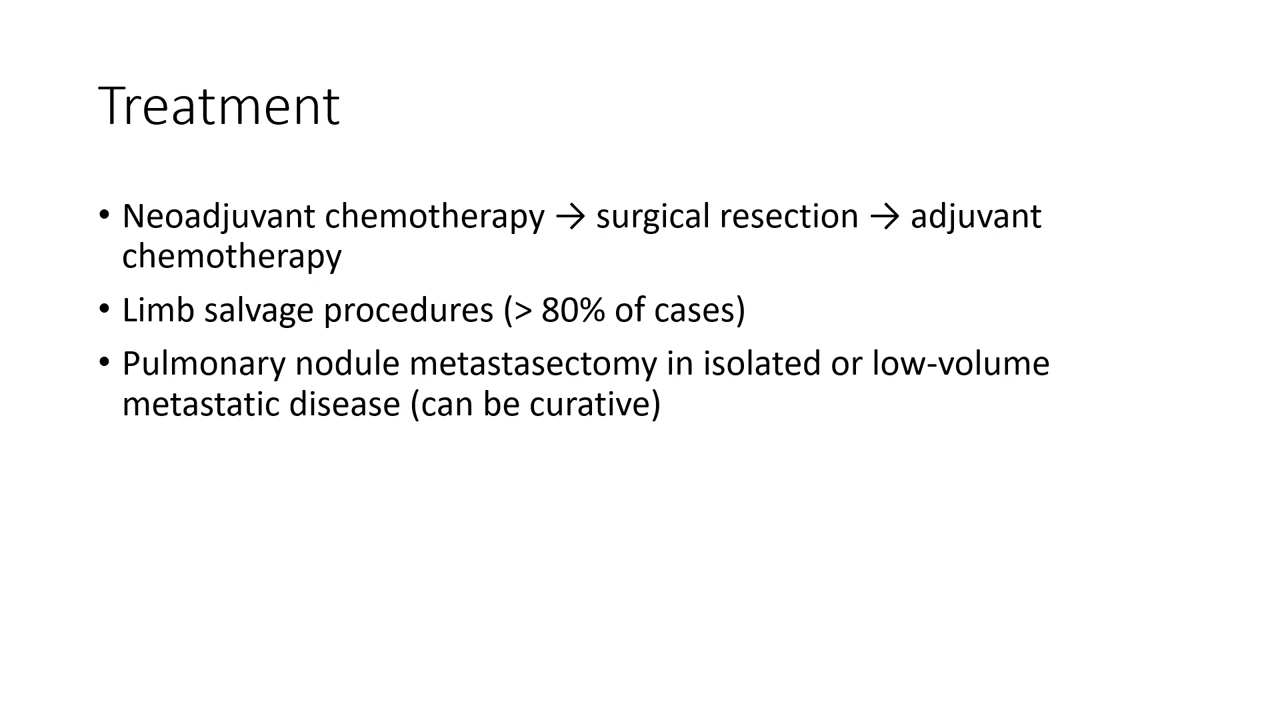 Treatment
• Neoadjuvant chemotherapy → surgical resection → adjuvant
chemotherapy
• Limb salvage procedures (> 80% of cases)
• Pulmonary nodule metastasectomy in isolated or low-volume
metastatic disease (can be curative)